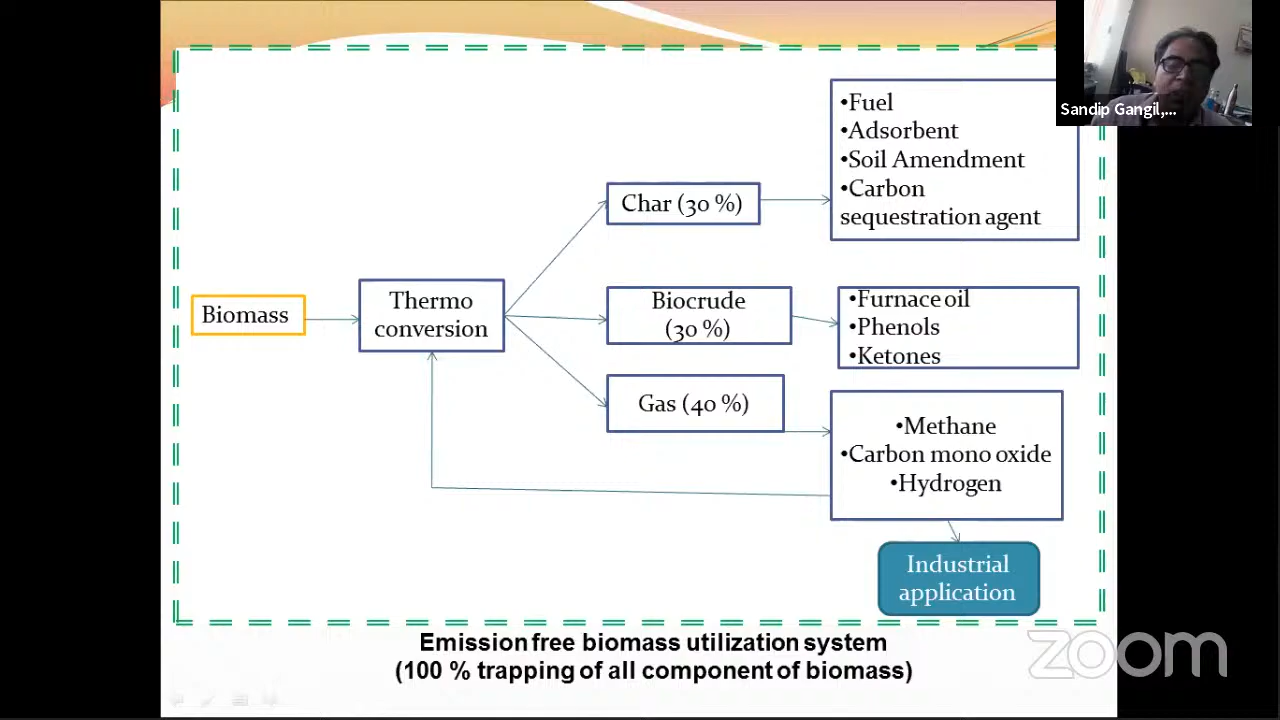 Sandip Gangil,...
•Fuel
•Adsorbent
•Soil Amendment
•Carbon
sequestration agent
Char (30 %)
Biomass
Thermo
conversion
Biocrude
(30 %)
•Furnace oil
•Phenols
•Ketones
Gas (40 %)
•Methane
•Carbon mono oxide
•Hydrogen
Industrial
application
Emission free biomass utilization system
(100 % trapping of all component of biomass)
zoom